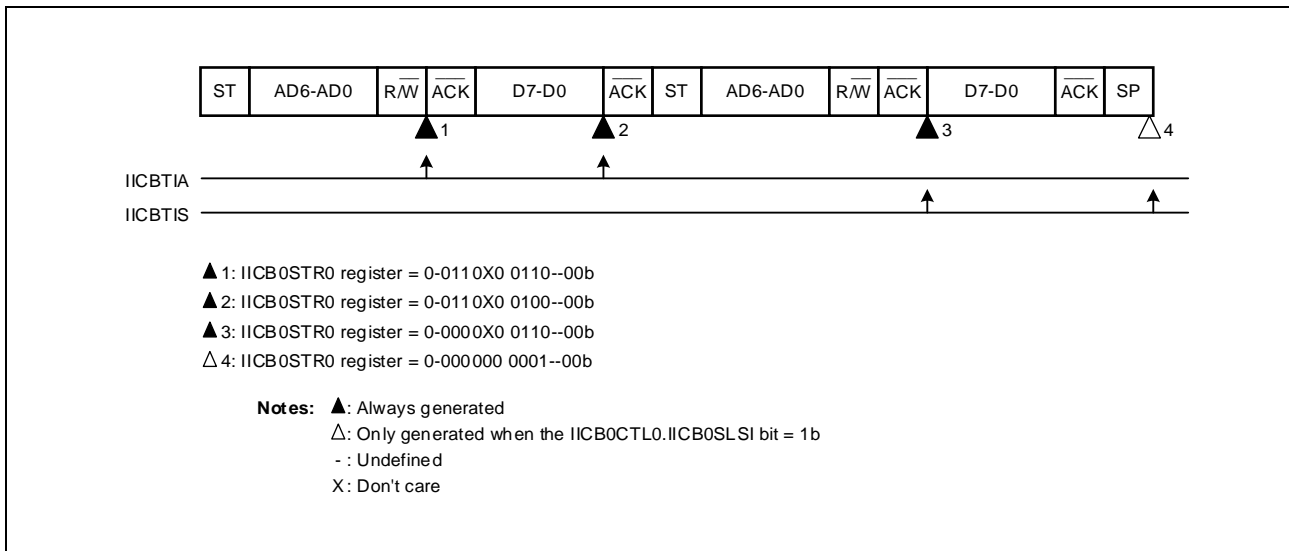 ST AD6-AD0 R/W ACK D7-D0 ACK ST AD6-AD0 R/W ACK D7-D0 ACK SP
1 2 3 4
IICBTIA
IICBTIS
▲1: IICB0STR0 register = 0-0110X0 0110--00b
▲2: IICB0STR0 register = 0-0110X0 0100--00b
▲3: IICB0STR0 register = 0-0000X0 0110--00b
△4: IICB0STR0 register = 0-000000 0001--00b
Notes: ▲: Always generated
△: Only generated when the IICB0CTL0.IICB0SLSI bit = 1b
- : Undefined
X: Don't care